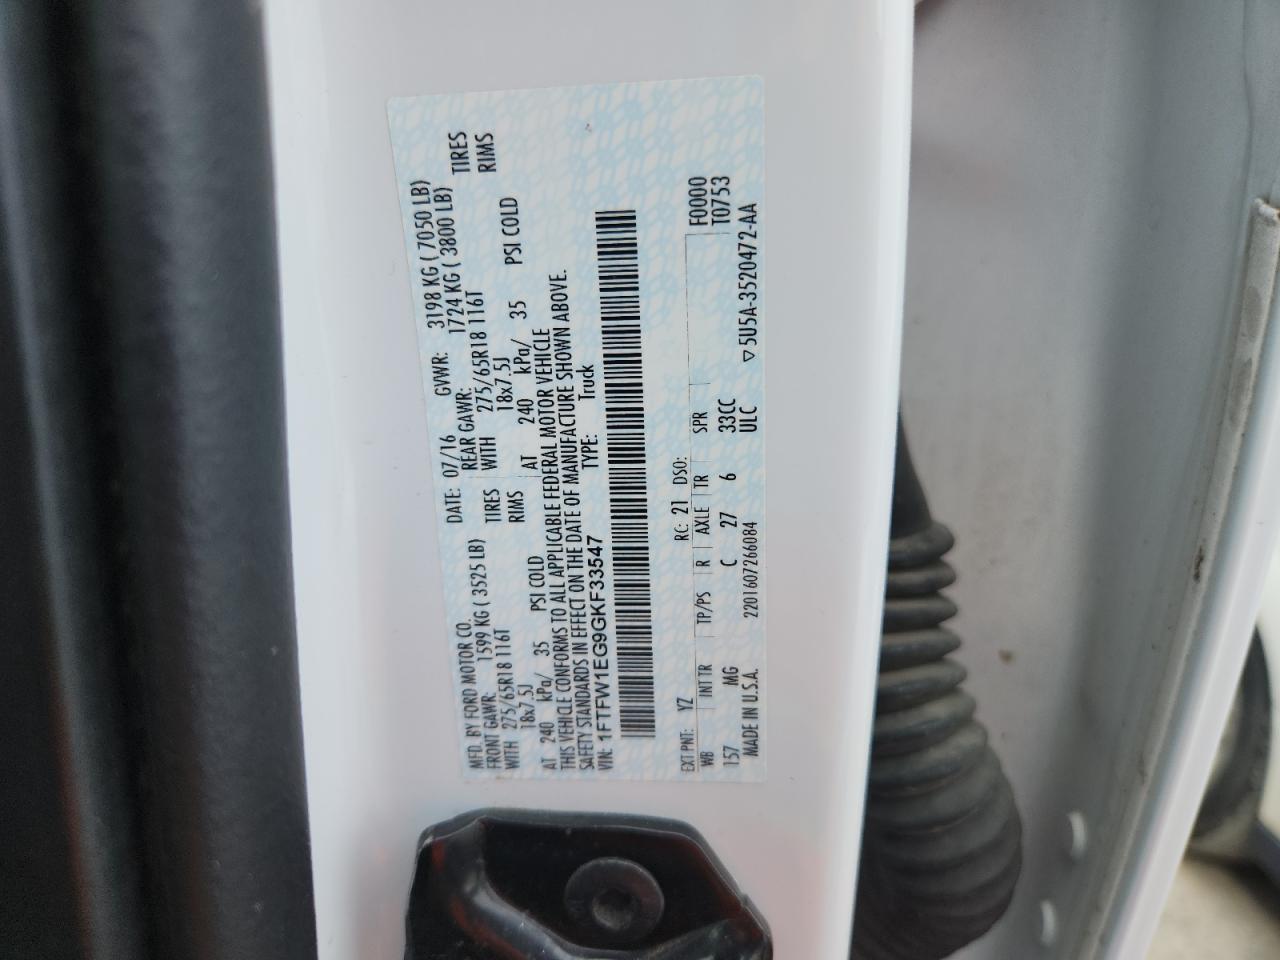 MFD. BY FORD MOTOR CO. DATE: 07/16 GVWR: 3198 KG ( 7050 LB)
FRONT GAWR: 1599 KG ( 3525 LB) REAR GAWR: 1724 KG ( 3800 LB)
WITH 275/65R18 116T TIRES WITH 275/65R18 116T TIRES
18x7.5J RIMS 18x7.5J RIMS
AT 240 kPa/ 35 PSI COLD AT 240 kPa/ 35 PSI COLD
THIS VEHICLE CONFORMS TO ALL APPLICABLE FEDERAL MOTOR VEHICLE
SAFETY STANDARDS IN EFFECT ON THE DATE OF MANUFACTURE SHOWN ABOVE.
VIN: 1FTFW1EG9GKF33547 TYPE: Truck
EXT PNT: YZ RC: 21 DSO: F0000
WB INT TR TP/PS R AXLE TR SPR T0753
157 MG C 27 6 33CC
MADE IN U.S.A. 2201607266084 ULC ▽5U5A-3520472-AA